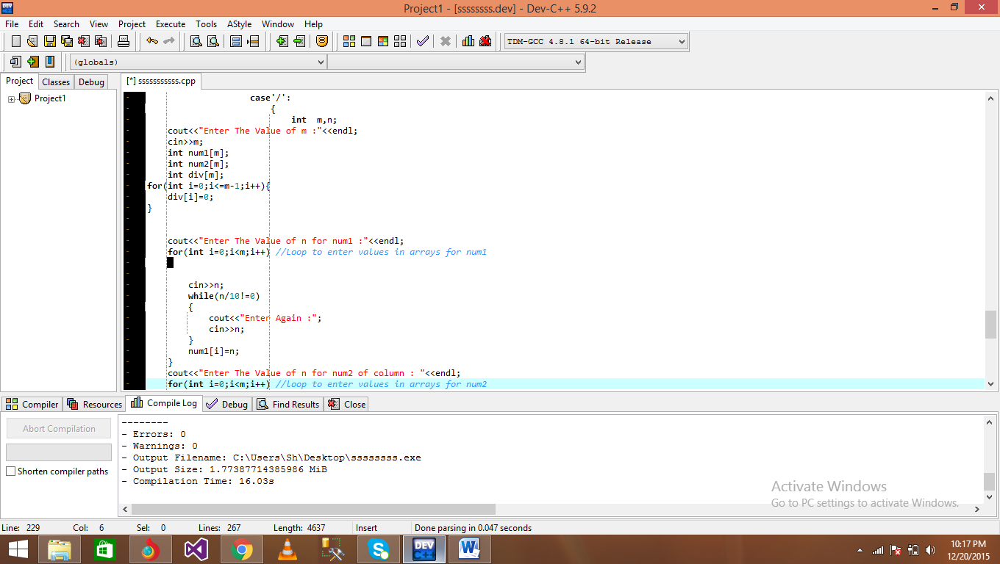 DEV
Project1 - [ssssssss.dev] - Dev-C++ 5.9.2
File Edit Search View Project Execute Tools AStyle Window Help
TDM-GCC 4.8.1 64-bit Release
(globals)
Project Classes Debug
[*] sssssssssss.cpp
Project1
case'/':
{
int m,n;
cout<<"Enter The Value of m :"<<endl;
cin>>m;
int num1[m];
int num2[m];
int div[m];
for(int i=0;i<=m-1;i++){
div[i]=0;
}
cout<<"Enter The Value of n for num1 :"<<endl;
for(int i=0;i<m;i++) //Loop to enter values in arrays for num1
cin>>n;
while(n/10!=0)
{
cout<<"Enter Again :";
cin>>n;
}
num1[i]=n;
}
cout<<"Enter The Value of n for num2 of column : "<<endl;
for(int i=0;i<m;i++) //loop to enter values in arrays for num2
Compiler Resources Compile Log Debug Find Results Close
Abort Compilation
Shorten compiler paths
--------
- Errors: 0
- Warnings: 0
- Output Filename: C:\Users\Sh\Desktop\ssssssss.exe
- Output Size: 1.77387714385986 MiB
- Compilation Time: 16.03s
Activate Windows
Go to PC settings to activate Windows.
Line: 229 Col: 6 Sel: 0 Lines: 267 Length: 4637 Insert Done parsing in 0.047 seconds
DEV C++
10:17 PM
12/20/2015